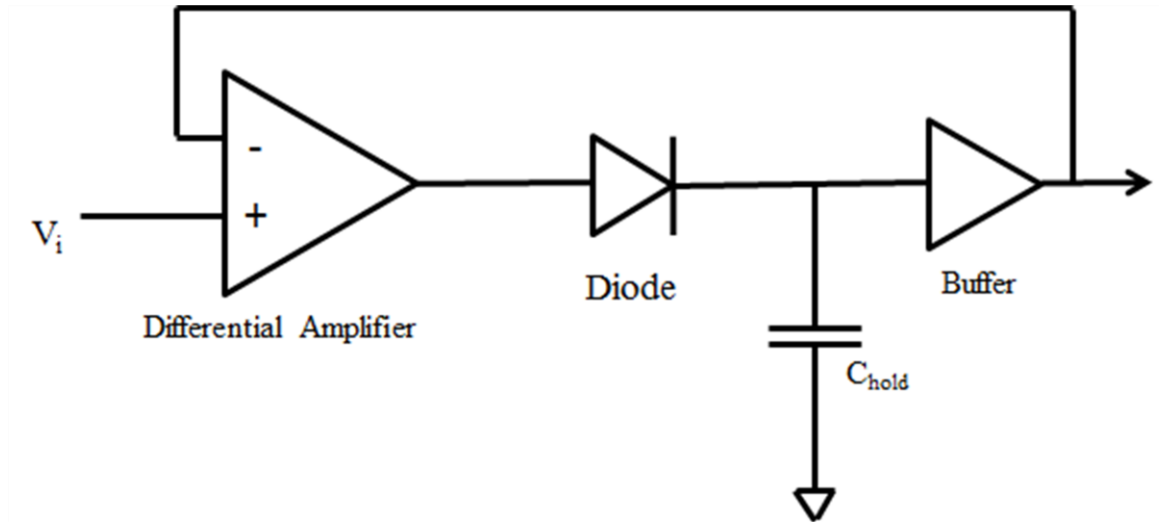 -
+
Vi
Diode
Buffer
Differential Amplifier
Chold